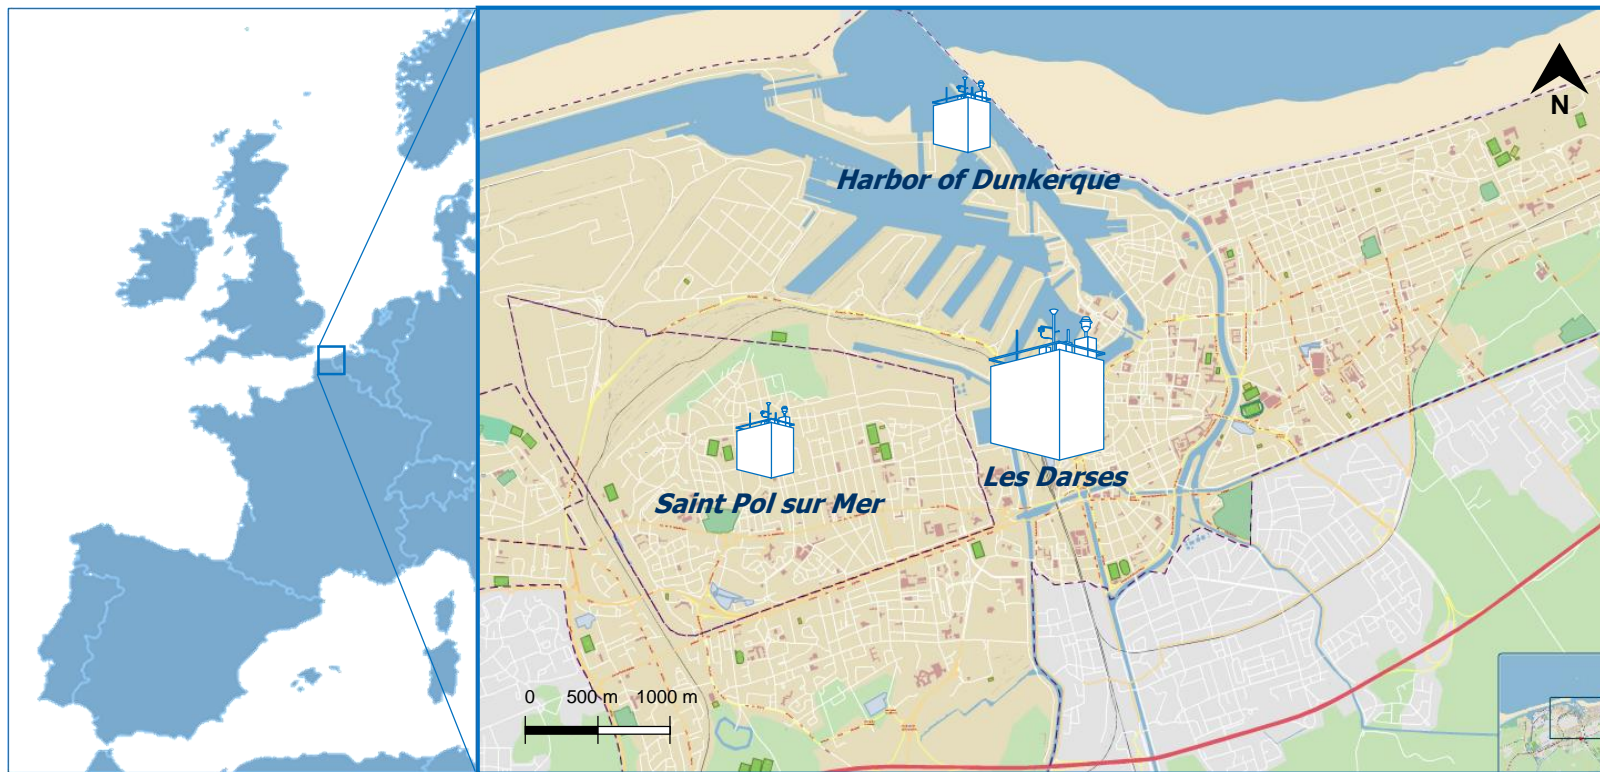 N
Harbor of Dunkerque
Les Darses
Saint Pol sur Mer
0 500 m 1000 m